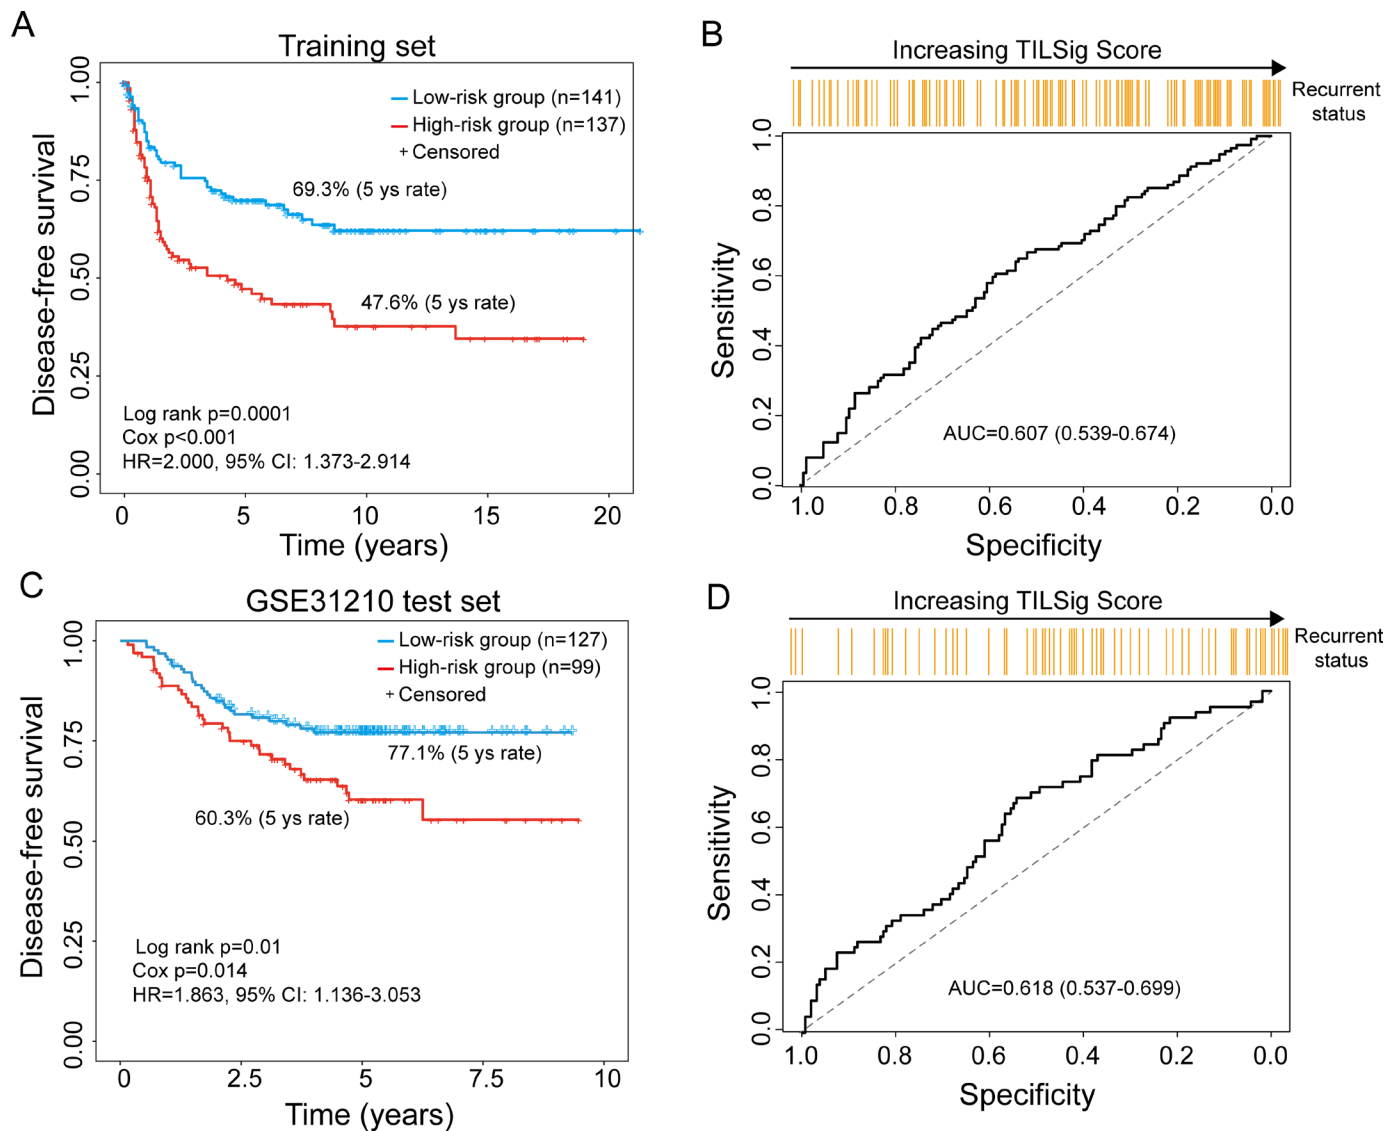 A
Training set
Disease-free survival
1.00
0.75
0.50
0.25
0.00
Low-risk group (n=141)
High-risk group (n=137)
+ Censored
69.3% (5 ys rate)
47.6% (5 ys rate)
Log rank p=0.0001
Cox p<0.001
HR=2.000, 95% CI: 1.373-2.914
0 5 10 15 20
Time (years)
B
Increasing TILSig Score
Recurrent
status
Sensitivity
1.0
0.8
0.6
0.4
0.2
0.0
AUC=0.607 (0.539-0.674)
1.0 0.8 0.6 0.4 0.2 0.0
Specificity
C
GSE31210 test set
Disease-free survival
1.00
0.75
0.50
0.25
0.00
Low-risk group (n=127)
High-risk group (n=99)
+ Censored
77.1% (5 ys rate)
60.3% (5 ys rate)
Log rank p=0.01
Cox p=0.014
HR=1.863, 95% CI: 1.136-3.053
0 2.5 5 7.5 10
Time (years)
D
Increasing TILSig Score
Recurrent
status
Sensitivity
1.0
0.8
0.6
0.4
0.2
0.0
AUC=0.618 (0.537-0.699)
1.0 0.8 0.6 0.4 0.2 0.0
Specificity